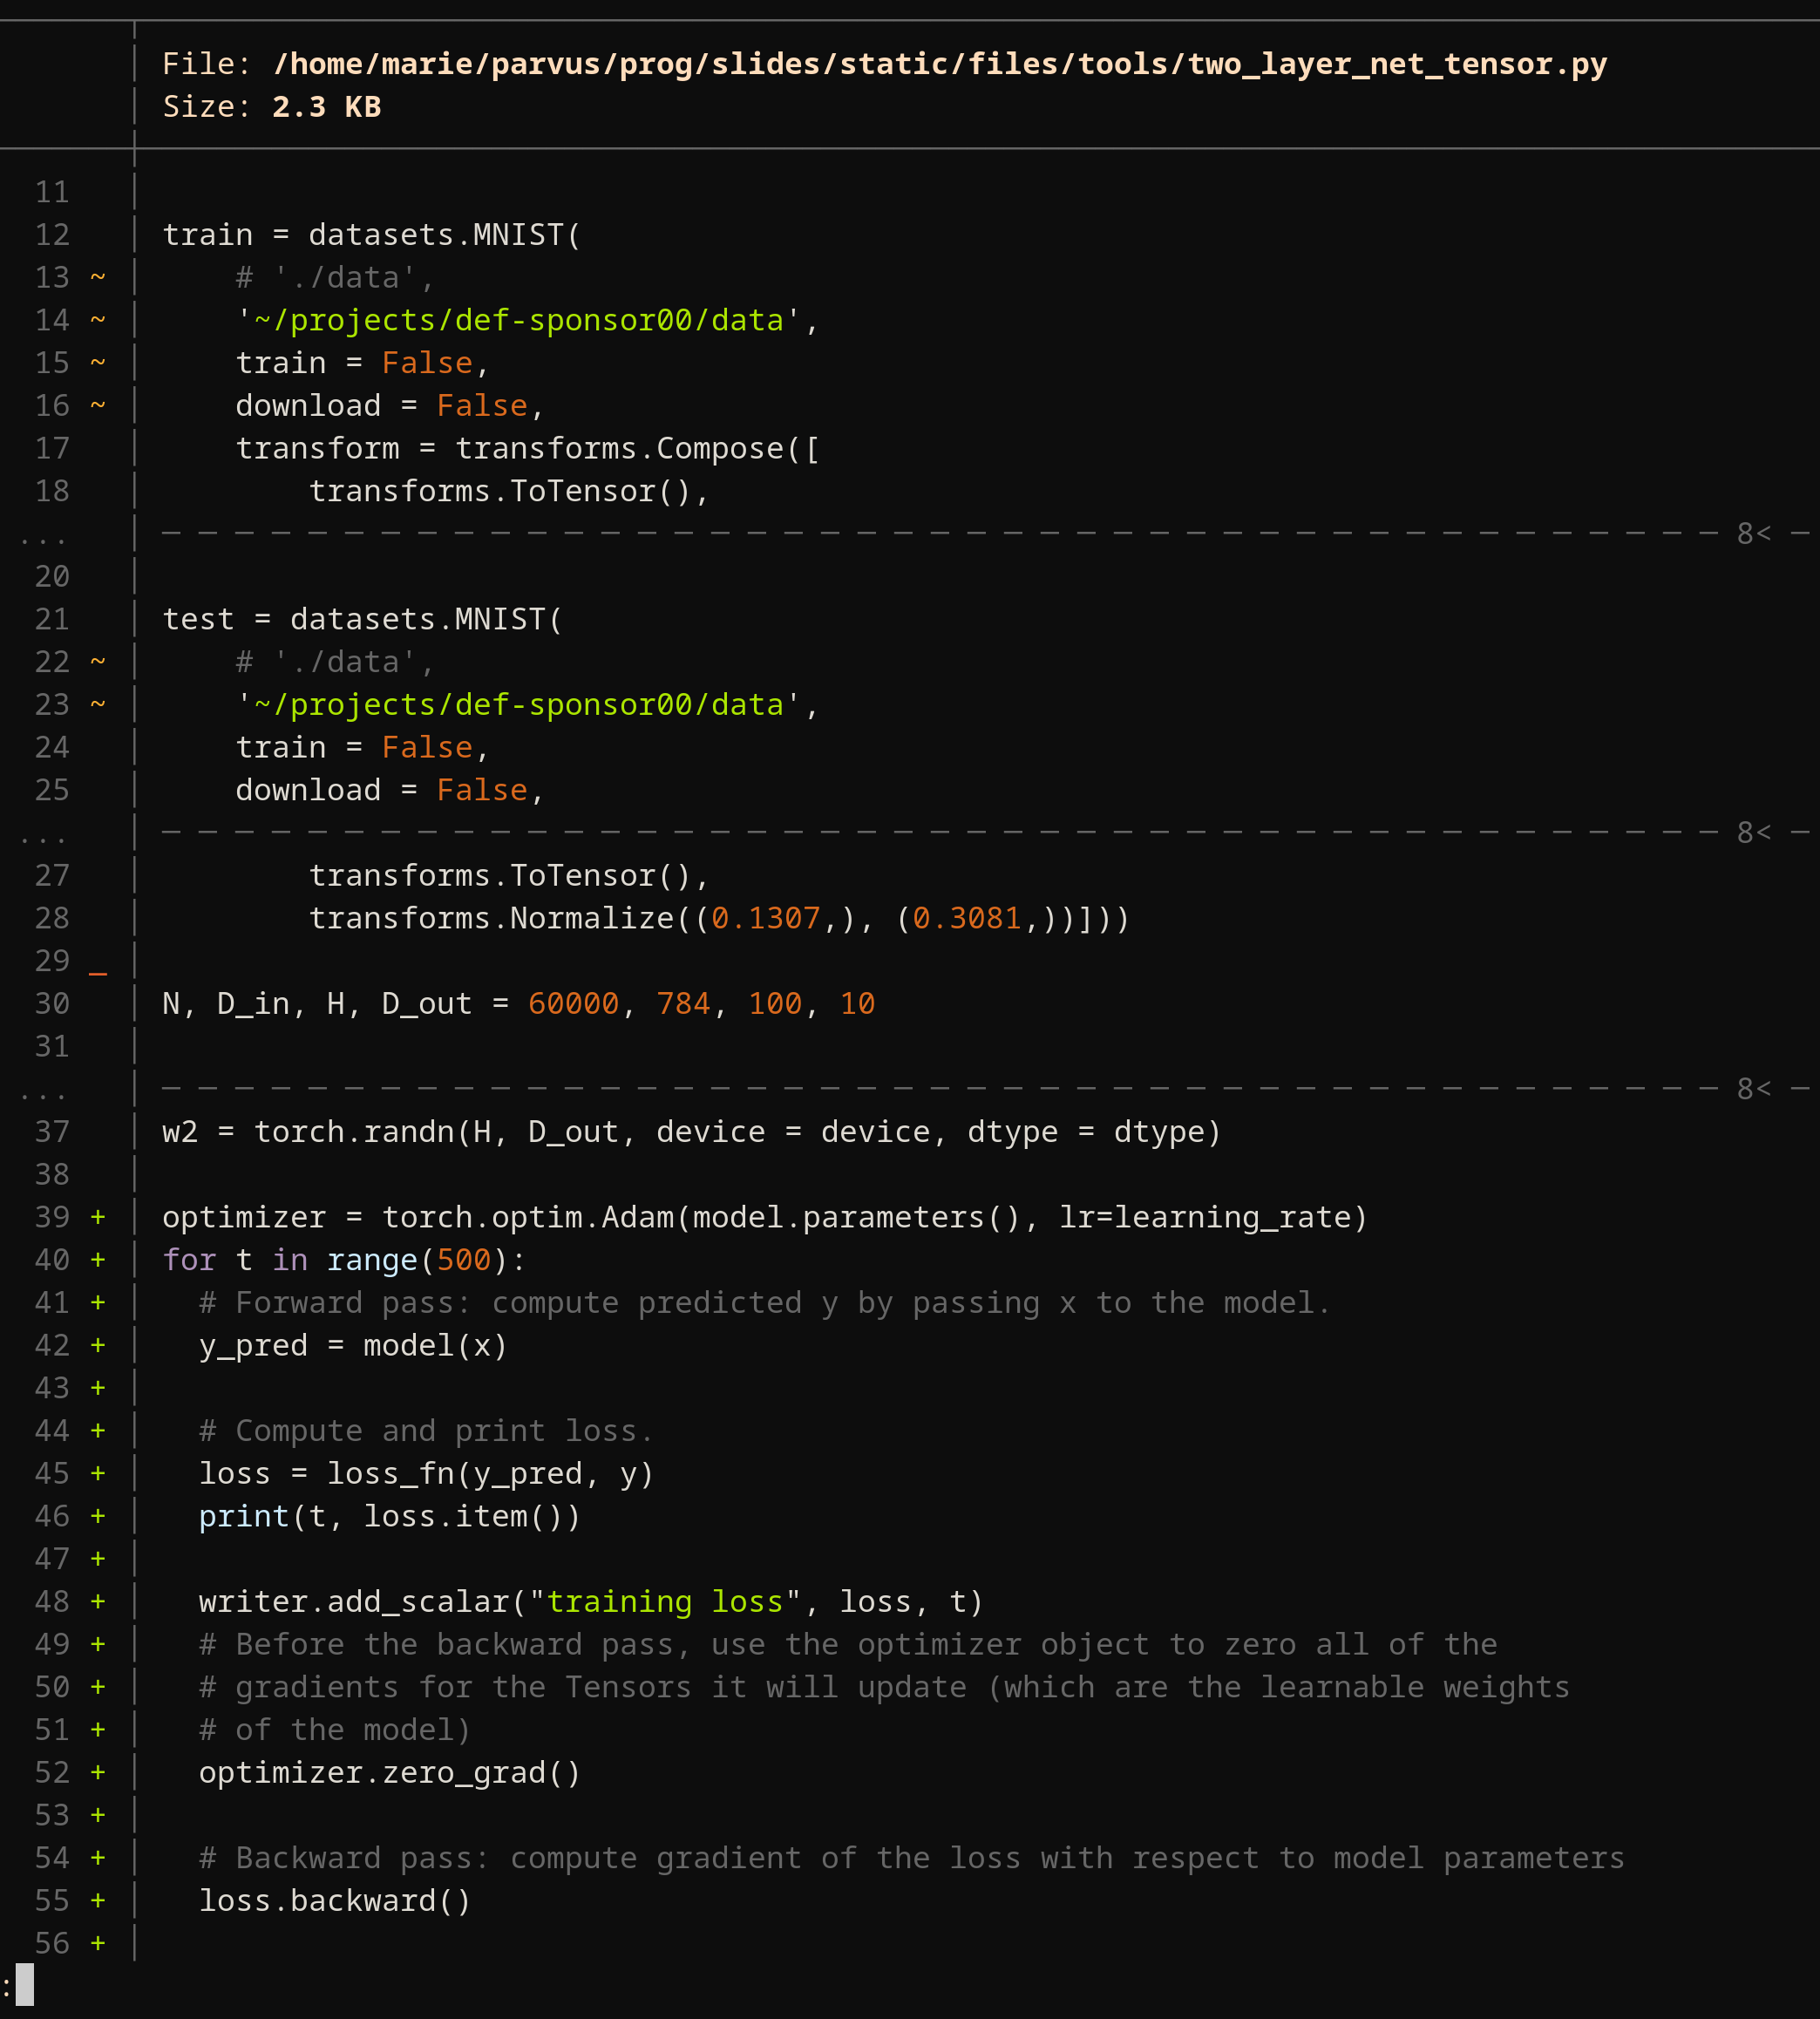 File: /home/marie/parvus/prog/slides/static/files/tools/two_layer_net_tensor.py
Size: 2.3 KB
11
12 train = datasets.MNIST(
13 ~ # './data',
14 ~ '~/projects/def-sponsor00/data',
15 ~ train = False,
16 ~ download = False,
17 transform = transforms.Compose([
18 transforms.ToTensor(),
... ─ ─ ─ ─ ─ ─ ─ ─ ─ ─ ─ ─ ─ ─ ─ ─ ─ ─ ─ ─ ─ ─ ─ ─ ─ ─ ─ ─ ─ ─ ─ ─ ─ ─ ─ ─ ─ ─ ─ ─ ─ ─ ─ 8< ─
20
21 test = datasets.MNIST(
22 ~ # './data',
23 ~ '~/projects/def-sponsor00/data',
24 train = False,
25 download = False,
... ─ ─ ─ ─ ─ ─ ─ ─ ─ ─ ─ ─ ─ ─ ─ ─ ─ ─ ─ ─ ─ ─ ─ ─ ─ ─ ─ ─ ─ ─ ─ ─ ─ ─ ─ ─ ─ ─ ─ ─ ─ ─ ─ 8< ─
27 transforms.ToTensor(),
28 transforms.Normalize((0.1307,), (0.3081,))]))
29 _
30 N, D_in, H, D_out = 60000, 784, 100, 10
31
... ─ ─ ─ ─ ─ ─ ─ ─ ─ ─ ─ ─ ─ ─ ─ ─ ─ ─ ─ ─ ─ ─ ─ ─ ─ ─ ─ ─ ─ ─ ─ ─ ─ ─ ─ ─ ─ ─ ─ ─ ─ ─ ─ 8< ─
37 w2 = torch.randn(H, D_out, device = device, dtype = dtype)
38
39 + optimizer = torch.optim.Adam(model.parameters(), lr=learning_rate)
40 + for t in range(500):
41 + # Forward pass: compute predicted y by passing x to the model.
42 + y_pred = model(x)
43 +
44 + # Compute and print loss.
45 + loss = loss_fn(y_pred, y)
46 + print(t, loss.item())
47 +
48 + writer.add_scalar("training loss", loss, t)
49 + # Before the backward pass, use the optimizer object to zero all of the
50 + # gradients for the Tensors it will update (which are the learnable weights
51 + # of the model)
52 + optimizer.zero_grad()
53 +
54 + # Backward pass: compute gradient of the loss with respect to model parameters
55 + loss.backward()
56 +
: